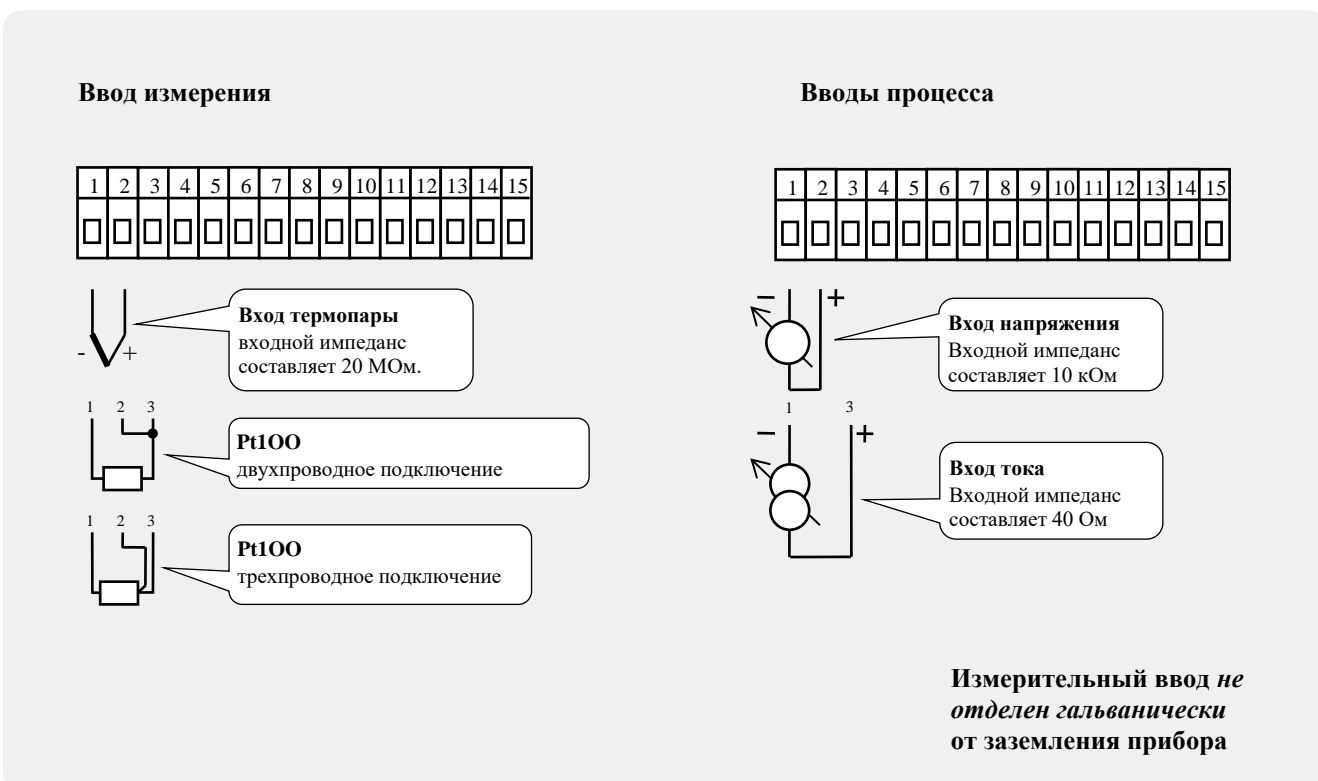 Ввод измерения
1 2 3 4 5 6 7 8 9 10 11 12 13 14 15
Вход термопары
входной импеданс
составляет 20 МОм.
- +
1 2 3
Pt1OO
двухпроводное подключение
1 2 3
Pt1OO
трехпроводное подключение
Вводы процесса
1 2 3 4 5 6 7 8 9 10 11 12 13 14 15
− +
Вход напряжения
Входной импеданс
составляет 10 кОм
1 3
− +
Вход тока
Входной импеданс
составляет 40 Ом
Измерительный ввод не
отделен гальванически
от заземления прибора